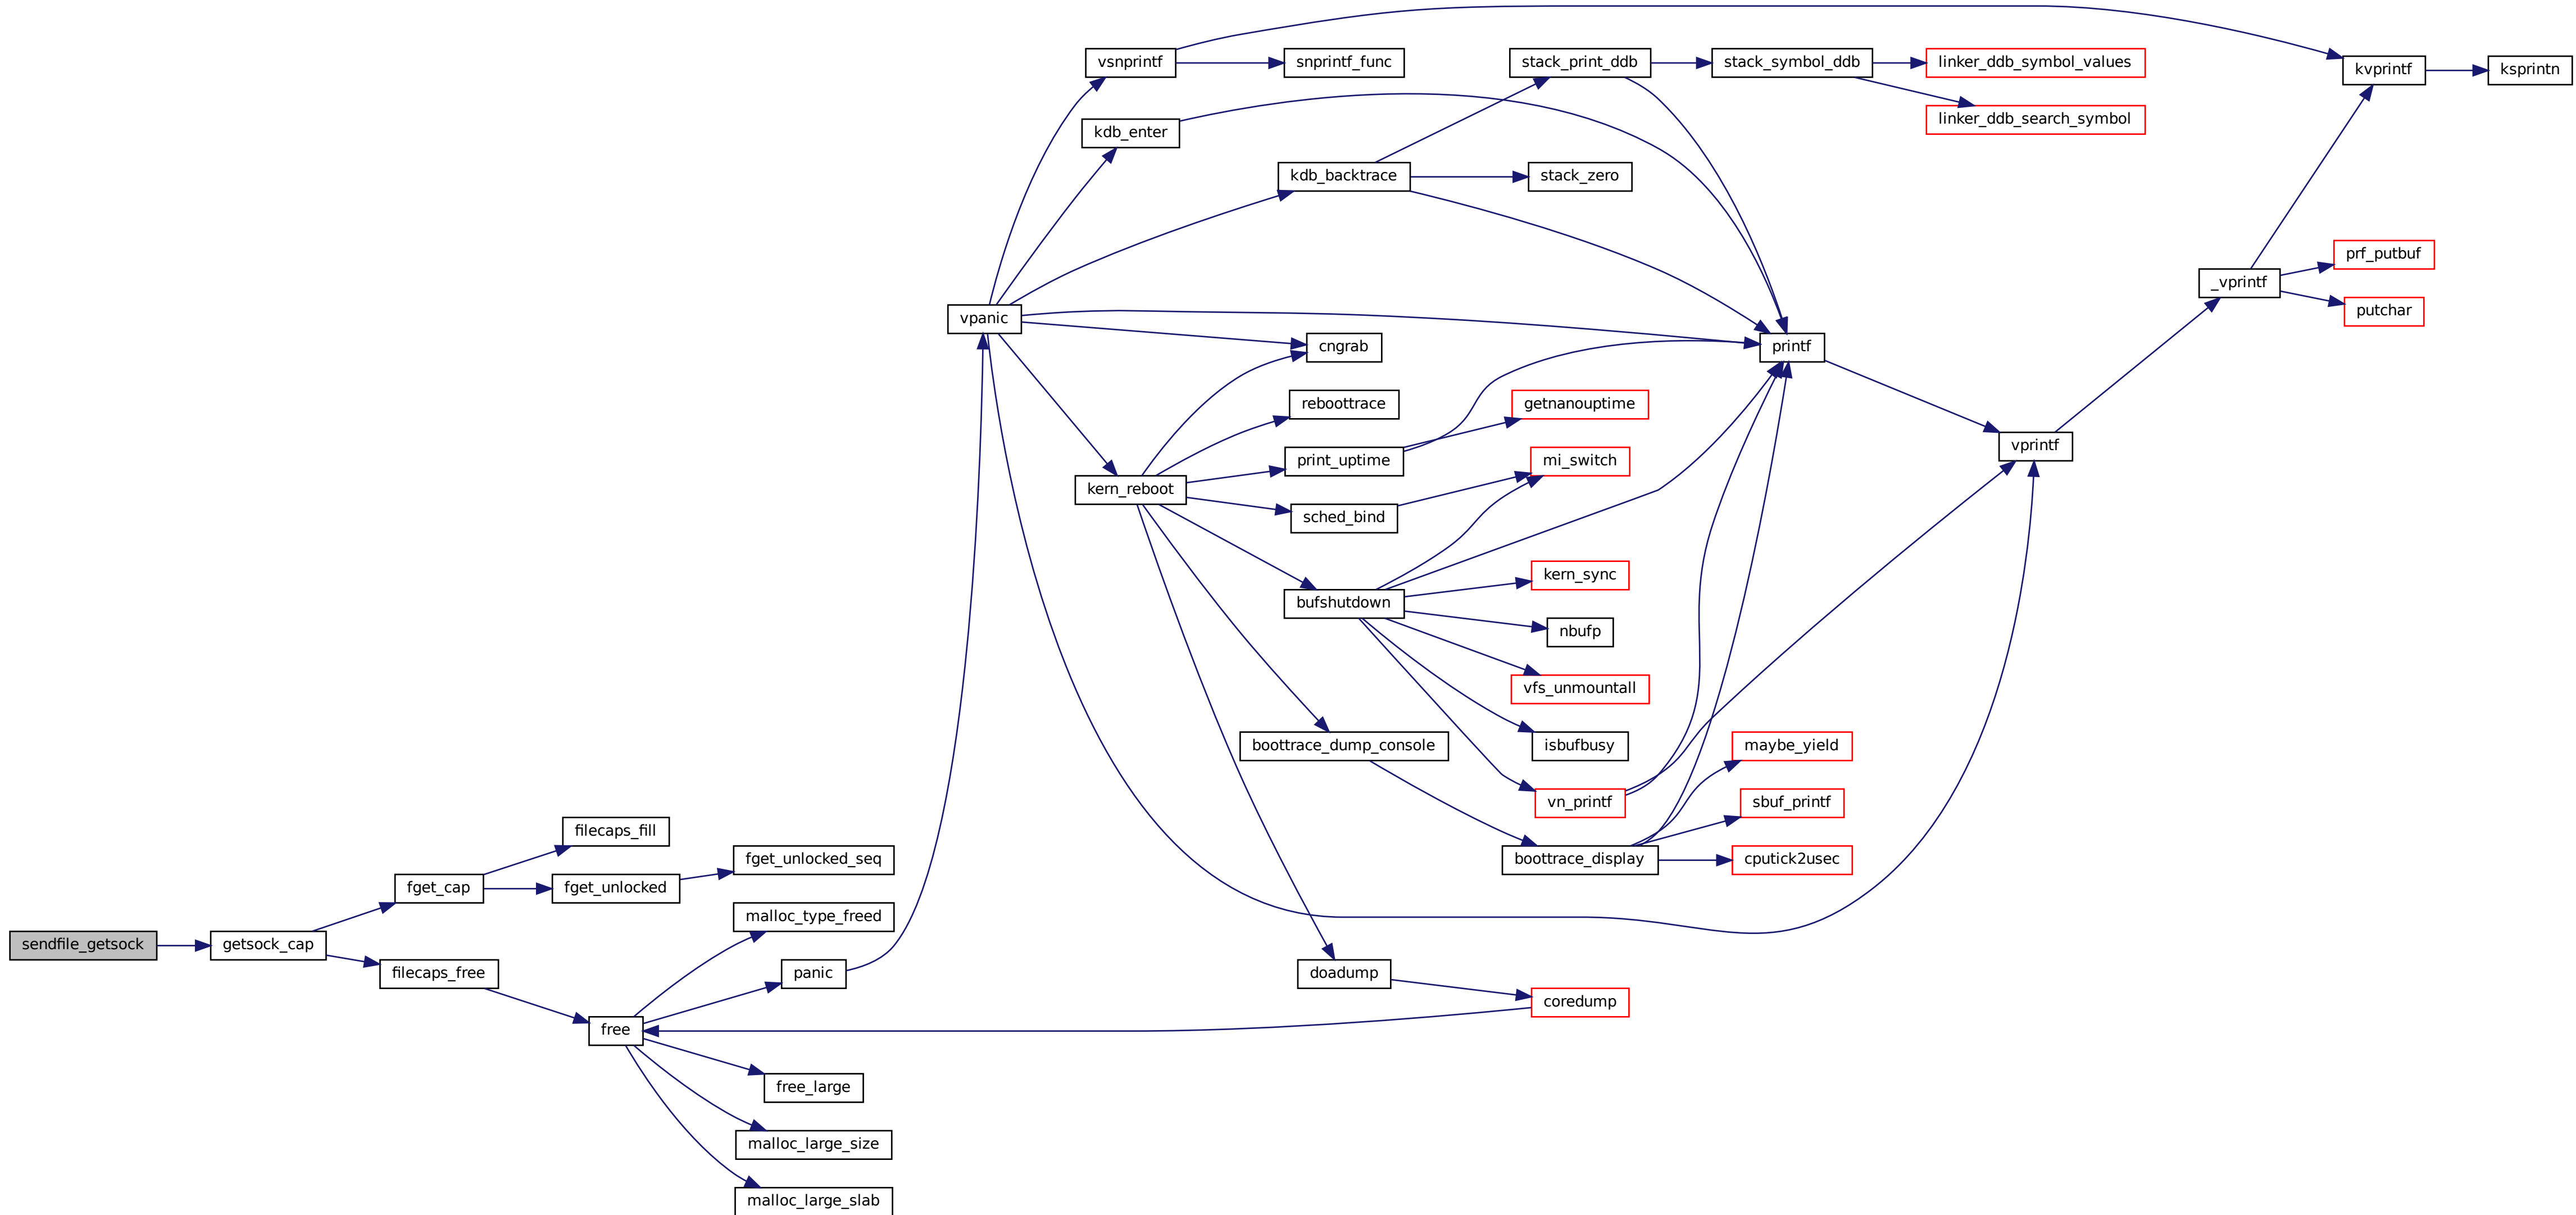 sendfile_getsock
getsock_cap
fget_cap
filecaps_free
filecaps_fill
fget_unlocked
fget_unlocked_seq
free
malloc_type_freed
panic
free_large
malloc_large_size
malloc_large_slab
vpanic
vsnprintf
kdb_enter
kern_reboot
snprintf_func
kdb_backtrace
cngrab
reboottrace
print_uptime
sched_bind
bufshutdown
boottrace_dump_console
doadump
stack_print_ddb
stack_zero
getnanouptime
mi_switch
kern_sync
nbufp
vfs_unmountall
isbufbusy
vn_printf
boottrace_display
coredump
stack_symbol_ddb
printf
maybe_yield
sbuf_printf
cputick2usec
linker_ddb_symbol_values
linker_ddb_search_symbol
vprintf
_vprintf
kvprintf
prf_putbuf
putchar
ksprintn